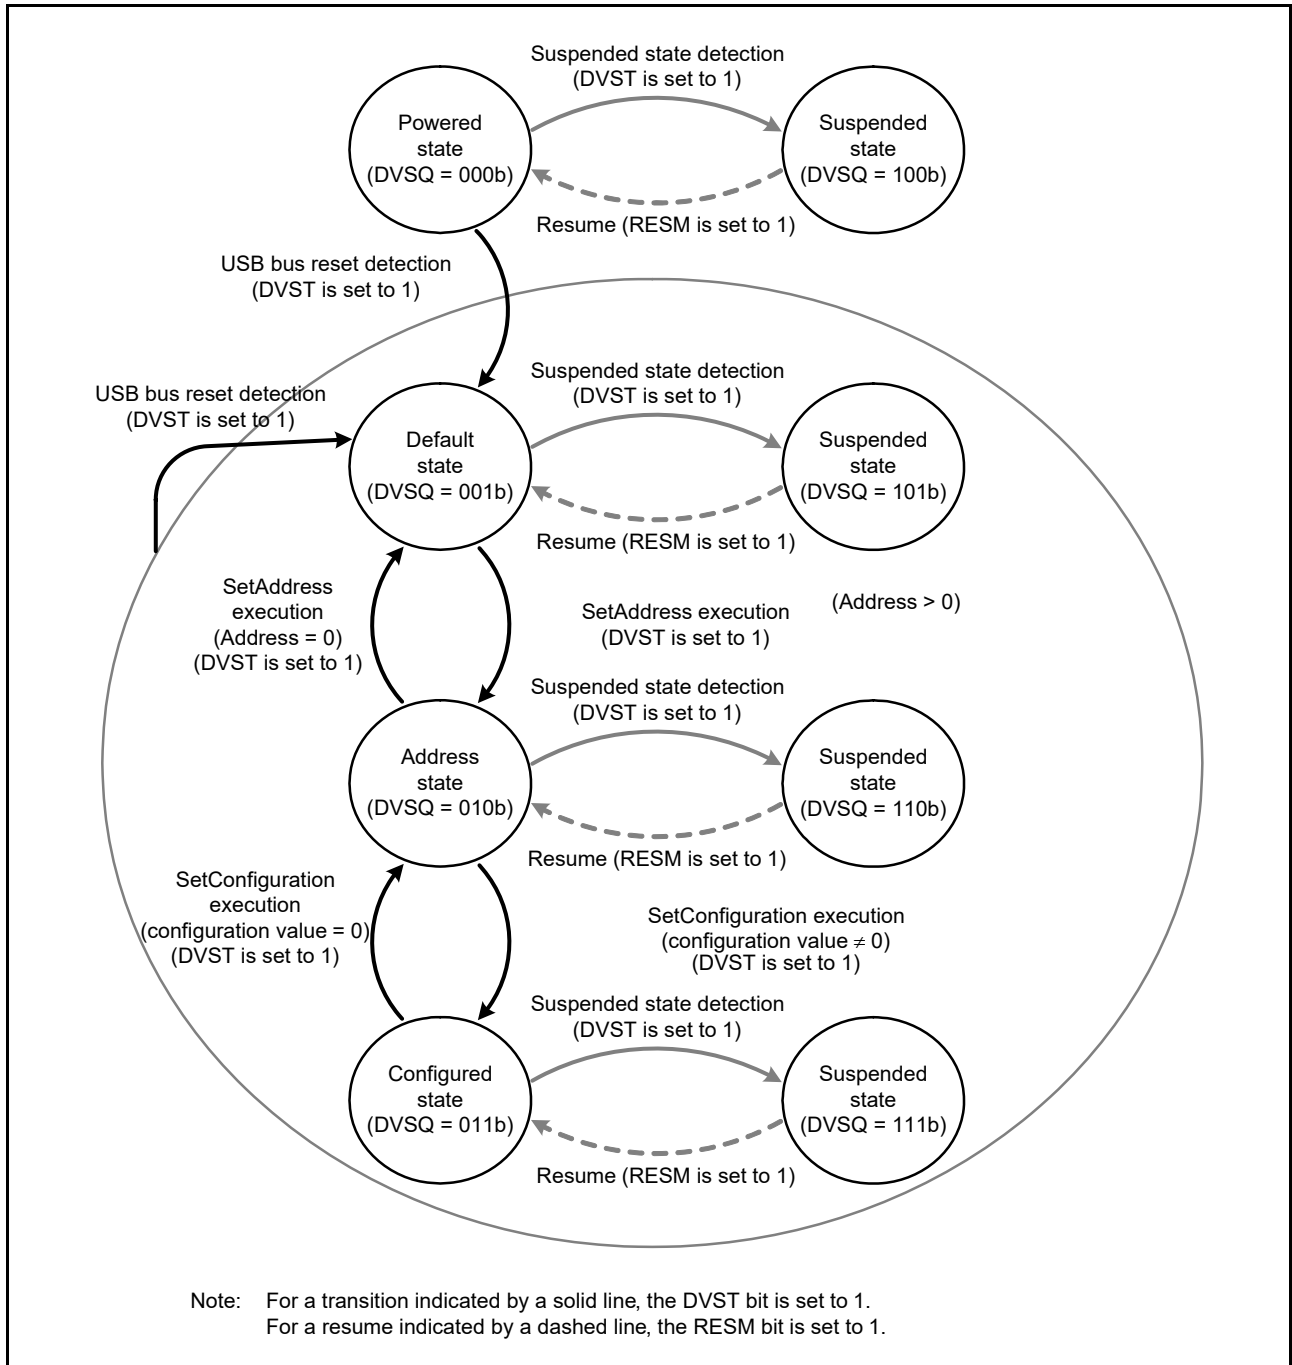 Suspended state detection
(DVST is set to 1)
Powered
state
(DVSQ = 000b)
Suspended
state
(DVSQ = 100b)
Resume (RESM is set to 1)
USB bus reset detection
(DVST is set to 1)
USB bus reset detection
(DVST is set to 1)
Suspended state detection
(DVST is set to 1)
Default
state
(DVSQ = 001b)
Suspended
state
(DVSQ = 101b)
Resume (RESM is set to 1)
SetAddress
execution
(Address = 0)
(DVST is set to 1)
SetAddress execution
(DVST is set to 1)
(Address > 0)
Suspended state detection
(DVST is set to 1)
Address
state
(DVSQ = 010b)
Suspended
state
(DVSQ = 110b)
Resume (RESM is set to 1)
SetConfiguration
execution
(configuration value = 0)
(DVST is set to 1)
SetConfiguration execution
(configuration value ≠ 0)
(DVST is set to 1)
Suspended state detection
(DVST is set to 1)
Configured
state
(DVSQ = 011b)
Suspended
state
(DVSQ = 111b)
Resume (RESM is set to 1)
Note: For a transition indicated by a solid line, the DVST bit is set to 1.
For a resume indicated by a dashed line, the RESM bit is set to 1.